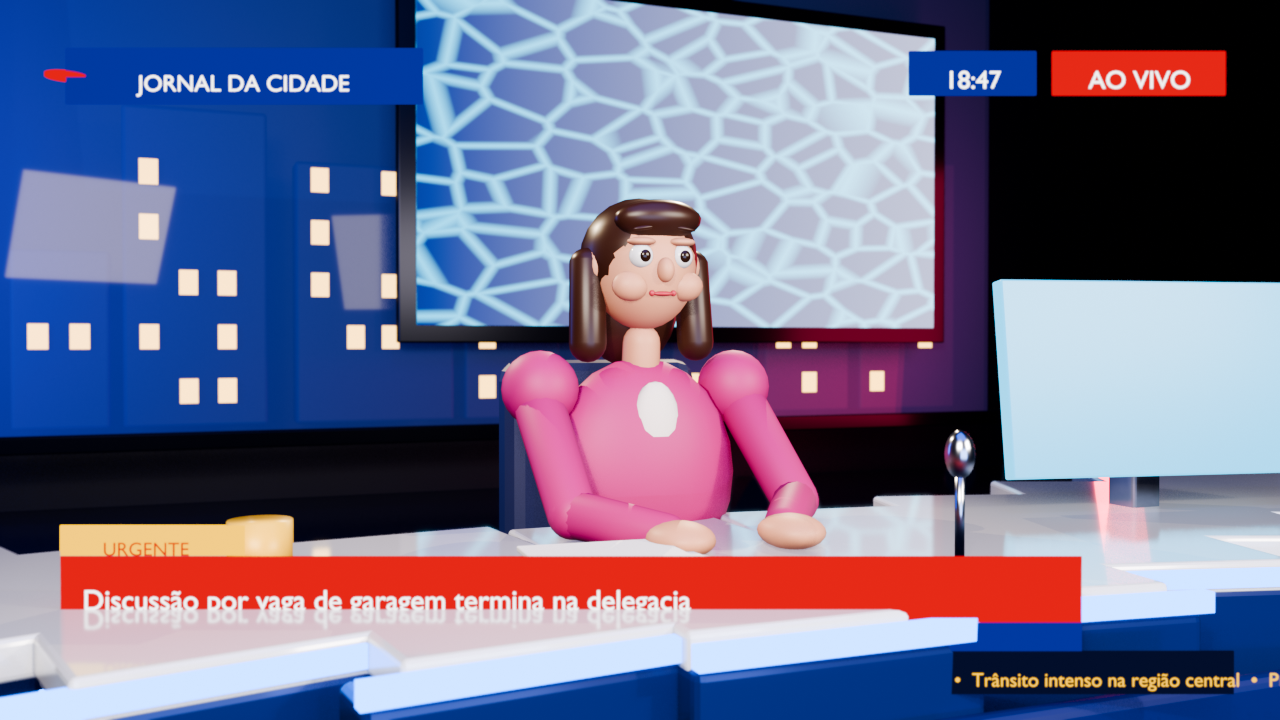 JORNAL DA CIDADE
18:47
AO VIVO
URGENTE
Discussão por vaga de garagem termina na delegacia
• Trânsito intenso na região central • P